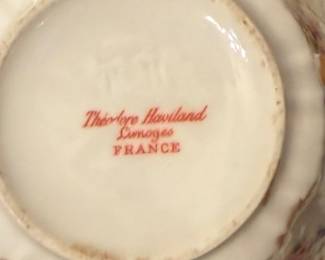 Théodore Haviland
Limoges
FRANCE